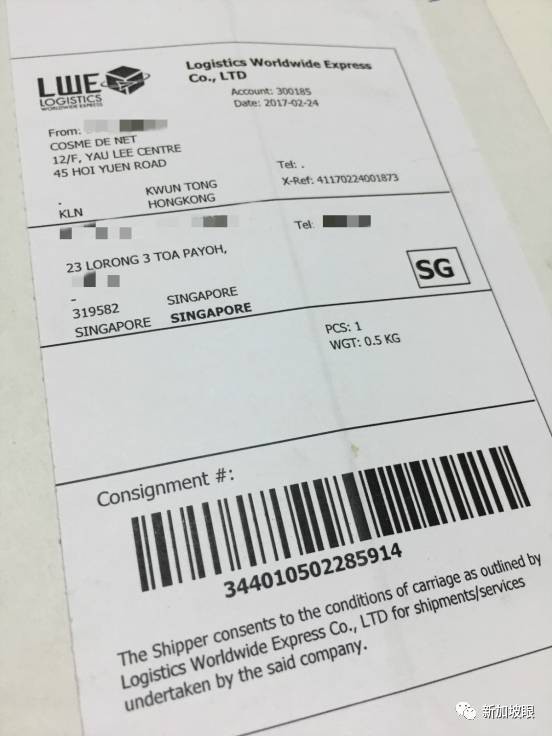 LWE
LOGISTICS
WORLDWIDE EXPRESS
Logistics Worldwide Express
Co., LTD
Account: 300185
Date: 2017-02-24
From:
COSME DE NET
12/F, YAU LEE CENTRE
45 HOI YUEN ROAD
Tel: .
X-Ref: 41170224001873
.
KWUN TONG
KLN
HONGKONG
Tel:
23 LORONG 3 TOA PAYOH,
SG
-
319582
SINGAPORE
SINGAPORE
SINGAPORE
PCS: 1
WGT: 0.5 KG
Consignment #:
344010502285914
The Shipper consents to the conditions of carriage as outlined by
Logistics Worldwide Express Co., LTD for shipments/services
undertaken by the said company.
新加坡眼